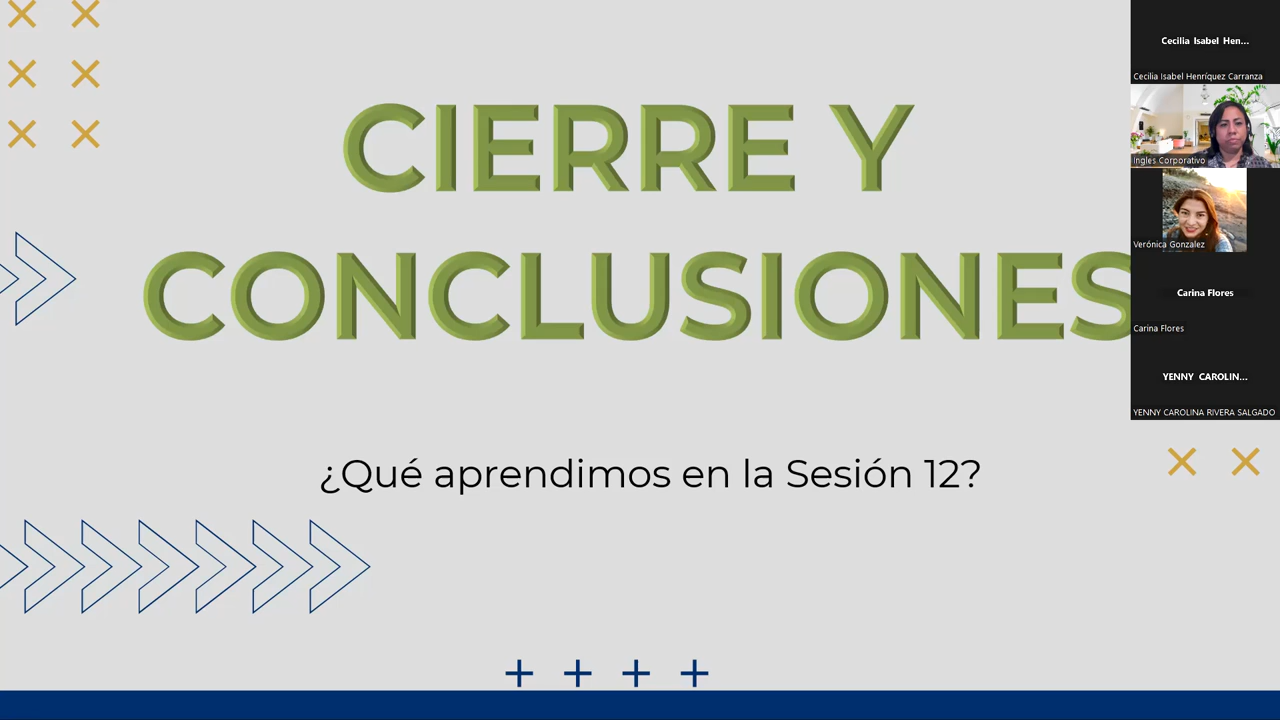 CIERRE Y
CONCLUSIONES
¿Qué aprendimos en la Sesión 12?
Cecilia Isabel Hen...
Cecilia Isabel Henríquez Carranza
Ingles Corporativo
Verónica Gonzalez
Carina Flores
Carina Flores
YENNY CAROLIN...
YENNY CAROLINA RIVERA SALGADO